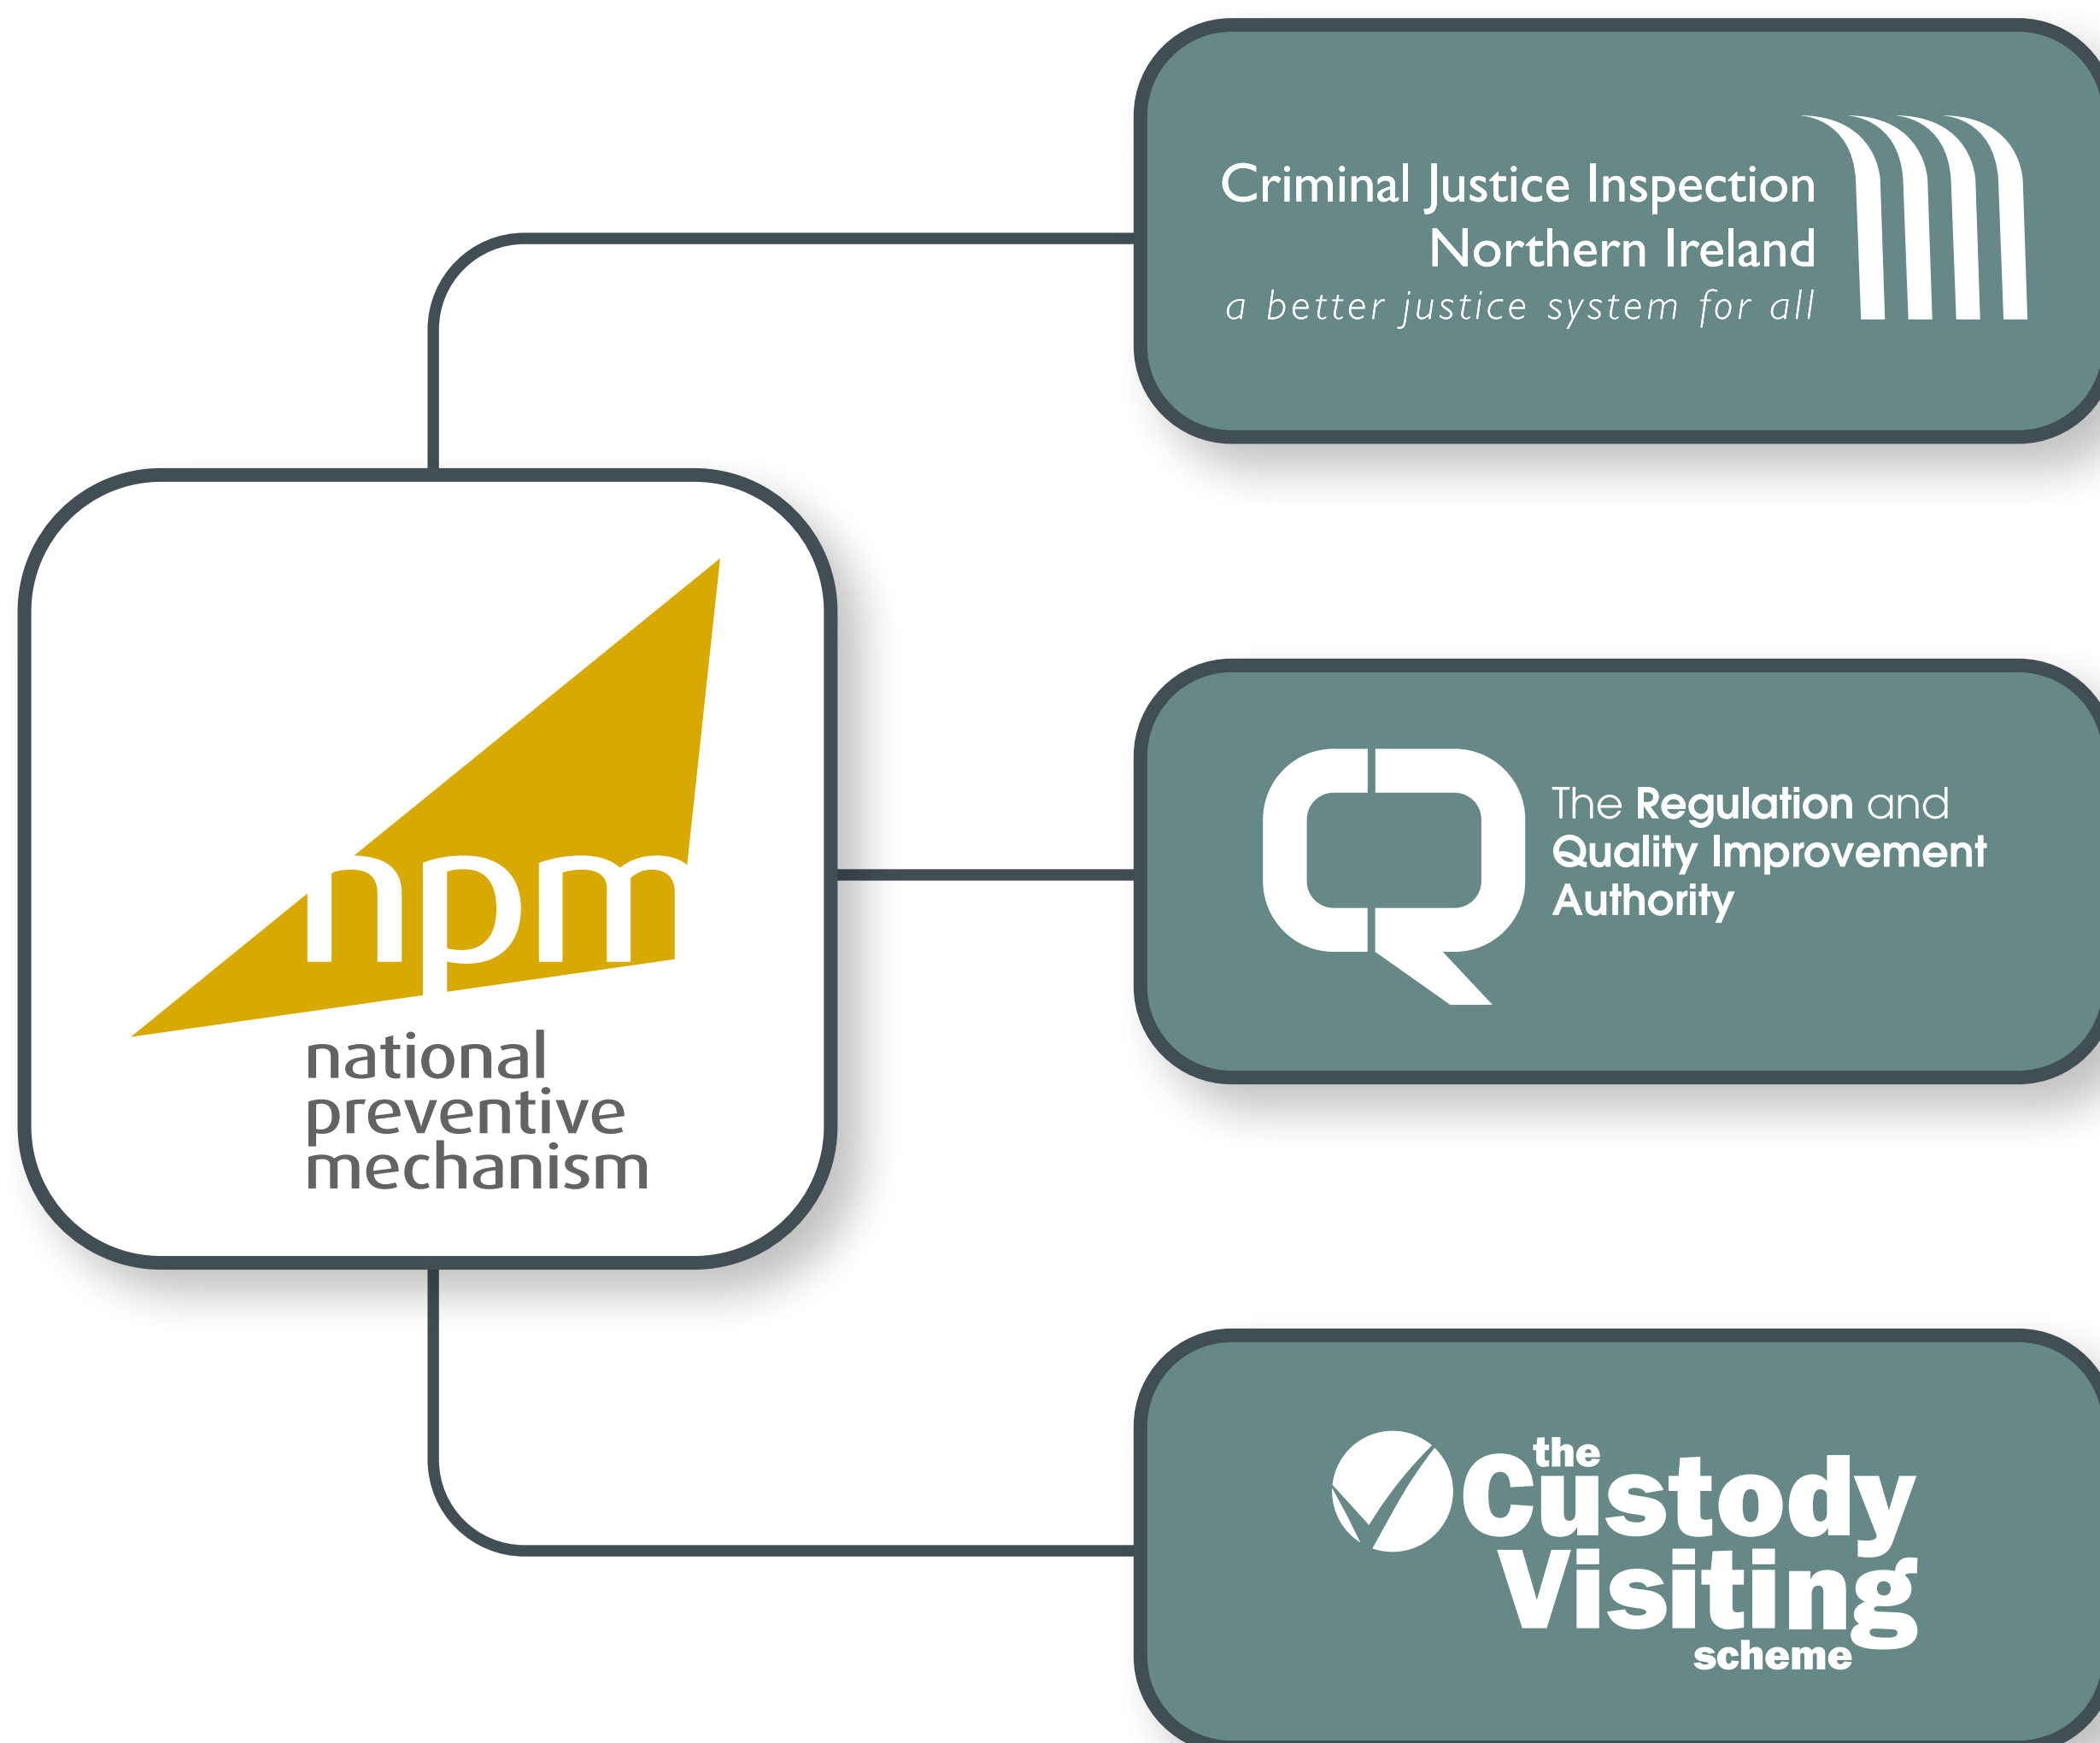 Criminal Justice Inspection
Northern Ireland
a better justice system for all
npm
national
preventive
mechanism
The Regulation and
Quality Improvement
Authority
the
Custody
Visiting
scheme